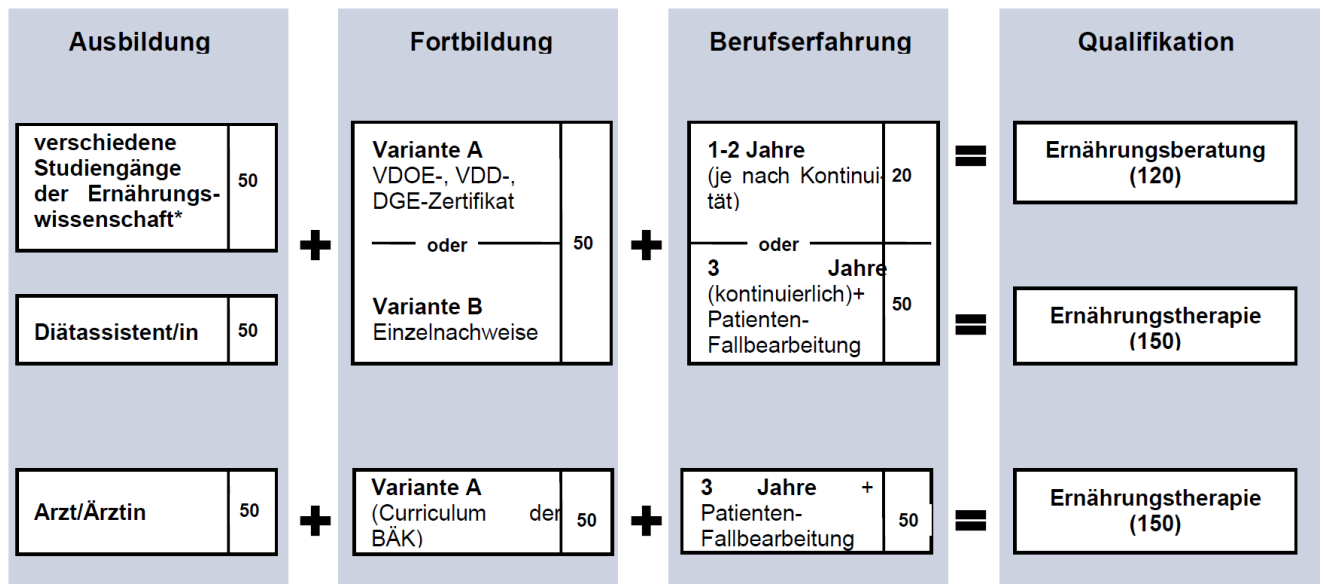 Ausbildung
Fortbildung
Berufserfahrung
Qualifikation
verschiedene
Studiengänge
der Ernährungs-
wissenschaft*
50
Variante A
VDOE-, VDD-,
DGE-Zertifikat
oder
Variante B
Einzelnachweise
50
1-2 Jahre
(je nach Kontinui-
tät)
20
oder
3 Jahre
(kontinuierlich)+
Patienten-
Fallbearbeitung
50
=
Ernährungsberatung
(120)
+
+
Diätassistent/in
50
=
Ernährungstherapie
(150)
Arzt/Ärztin
50
+
Variante A
(Curriculum der
BÄK)
50
+
3 Jahre +
Patienten-
Fallbearbeitung
50
=
Ernährungstherapie
(150)